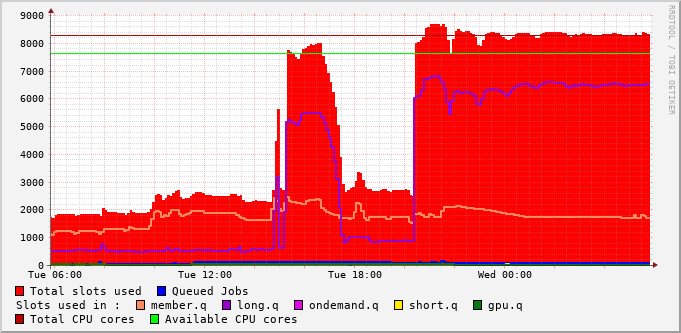 RRDTOOL / TOBI OETIKER
9000
8000
7000
6000
5000
4000
3000
2000
1000
0
Tue 06:00 Tue 12:00 Tue 18:00 Wed 00:00
Total slots used Queued Jobs
Slots used in : member.q long.q ondemand.q short.q gpu.q
Total CPU cores Available CPU cores